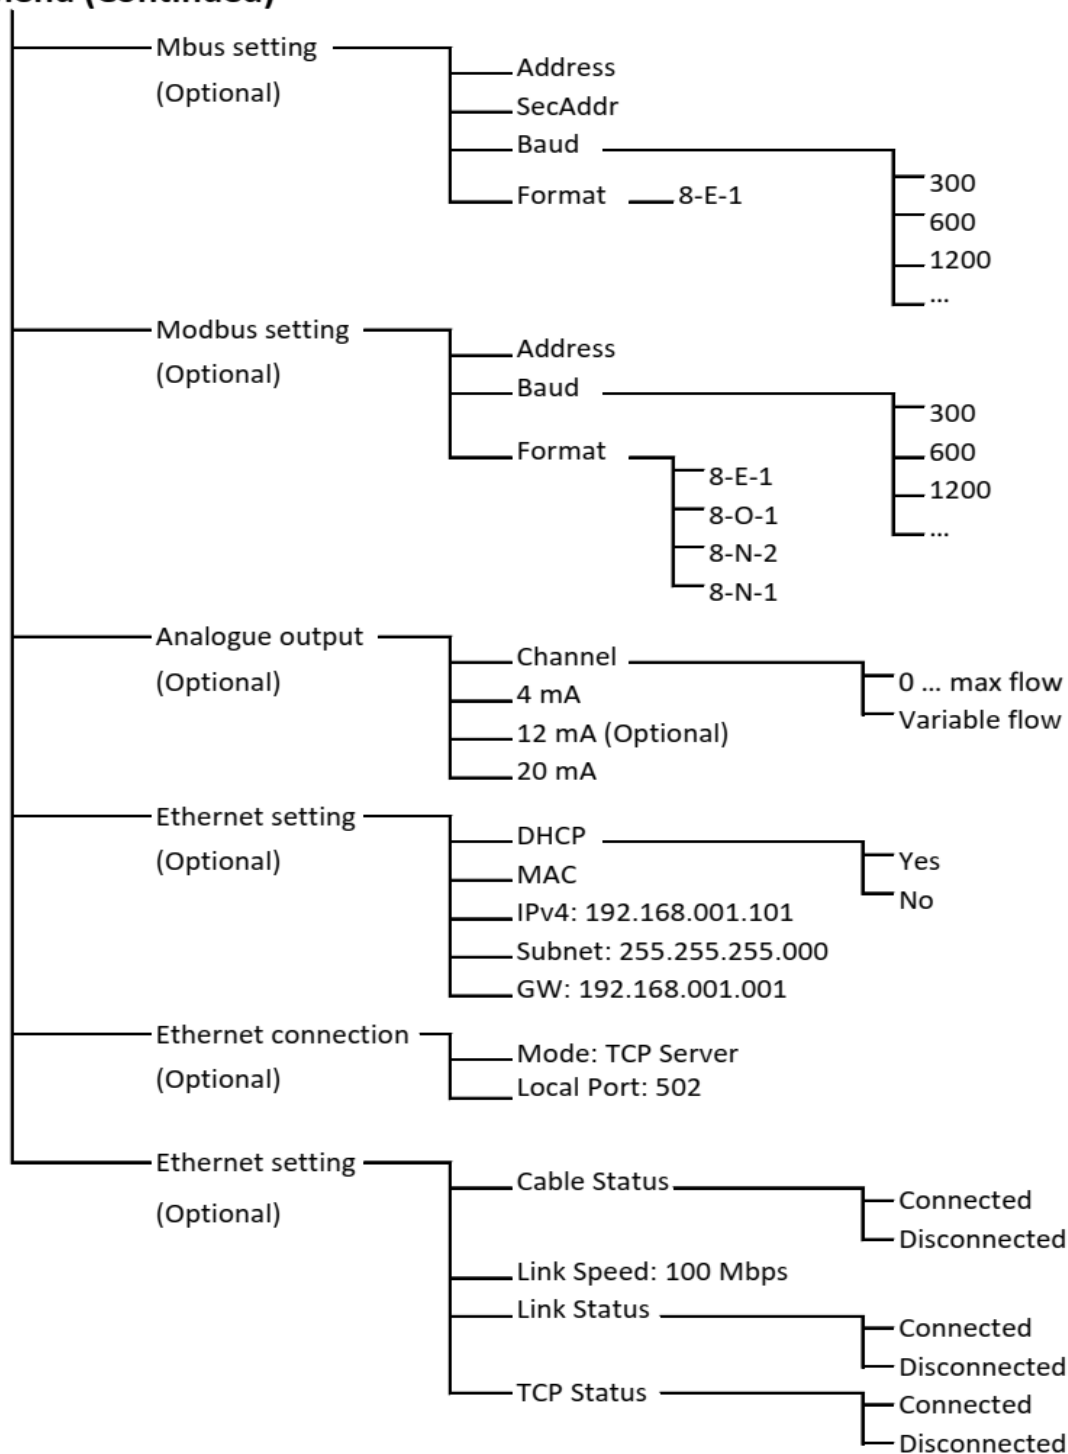 (Continued)
Mbus setting
(Optional)
Address
SecAddr
Baud
Format
8-E-1
300
600
1200
...
Modbus setting
(Optional)
Address
Baud
Format
8-E-1
8-O-1
8-N-2
8-N-1
300
600
1200
...
Analogue output
(Optional)
Channel
4 mA
12 mA (Optional)
20 mA
0 ... max flow
Variable flow
Ethernet setting
(Optional)
DHCP
MAC
IPv4: 192.168.001.101
Subnet: 255.255.255.000
GW: 192.168.001.001
Yes
No
Ethernet connection
(Optional)
Mode: TCP Server
Local Port: 502
Ethernet setting
(Optional)
Cable Status
Connected
Disconnected
Link Speed: 100 Mbps
Link Status
Connected
Disconnected
TCP Status
Connected
Disconnected